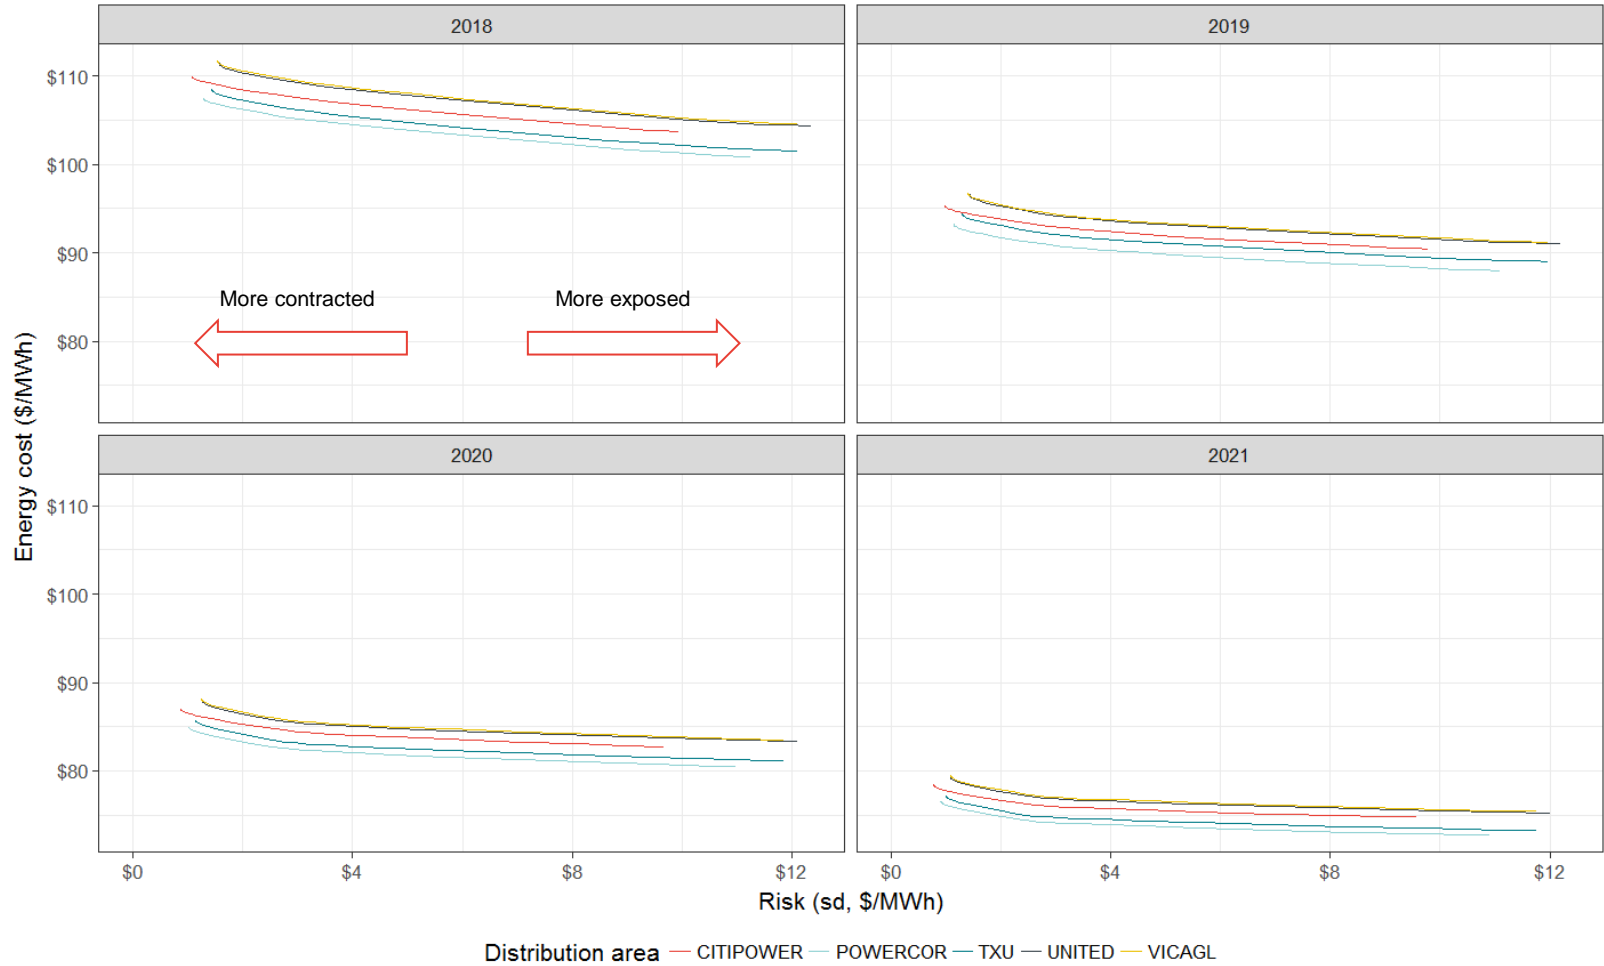 2018
2019
$110
$100
$90
$80
More contracted
More exposed
Energy cost ($/MWh)
2020
2021
$110
$100
$90
$80
$0 $4 $8 $12
$0 $4 $8 $12
Risk (sd, $/MWh)
Distribution area CITIPOWER POWERCOR TXU UNITED VICAGL